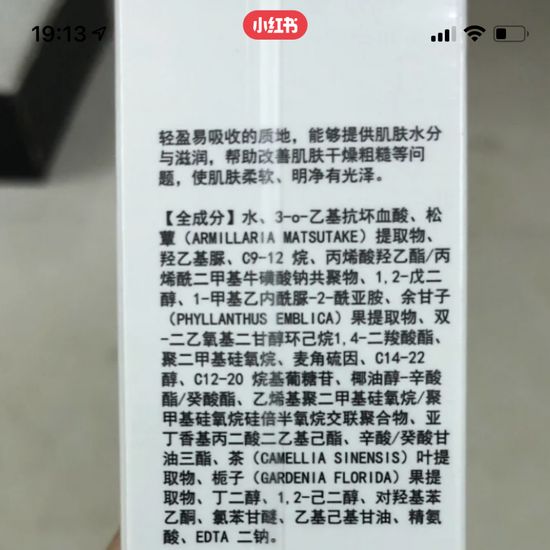 19:13
小红书
轻盈易吸收的质地，能够提供肌肤水分
与滋润，帮助改善肌肤干燥粗糙等问
题，使肌肤柔软、明净有光泽。
【全成分】水、3-o-乙基抗坏血酸、松
蕈（ARMILLARIA MATSUTAKE）提取物、
羟乙基脲、C9-12 烷、丙烯酸羟乙酯/丙
烯酰二甲基牛磺酸钠共聚物、1,2-戊二
醇、1-甲基乙内酰脲-2-酰亚胺、余甘子
（PHYLLANTHUS EMBLICA）果提取物、双
-二乙氧基二甘醇环己烷1,4-二羧酸酯、
聚二甲基硅氧烷、麦角硫因、C14-22
醇、C12-20 烷基葡糖苷、椰油醇-辛酸
酯/癸酸酯、乙烯基聚二甲基硅氧烷/聚
甲基硅氧烷硅倍半氧烷交联聚合物、亚
丁香基丙二酸二乙基己酯、辛酸/癸酸甘
油三酯、茶（CAMELLIA SINENSIS）叶提
取物、栀子（GARDENIA FLORIDA）果提
取物、丁二醇、1,2-己二醇、对羟基苯
乙酮、氯苯甘醚、乙基己基甘油、精氨
酸、EDTA 二钠。